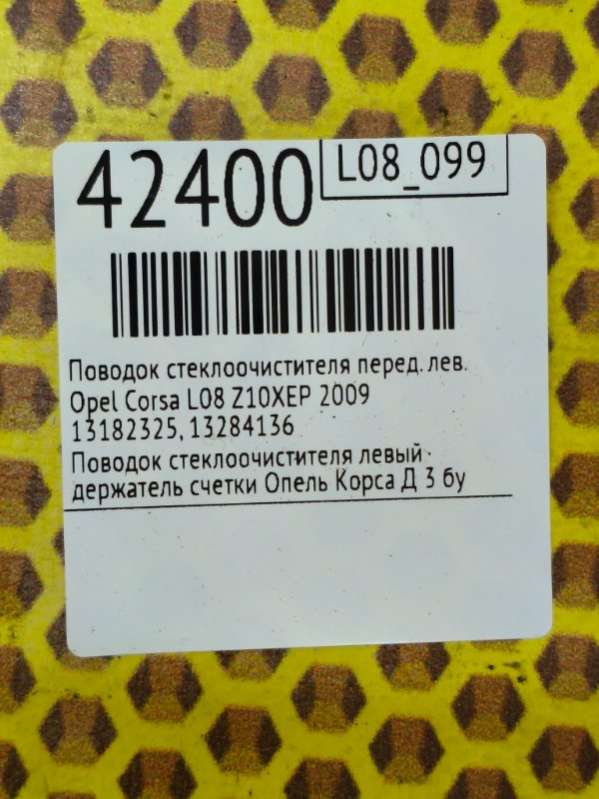 42400
L08_099
Поводок стеклоочистителя перед. лев.
Opel Corsa L08 Z10XEP 2009
13182325, 13284136
Поводок стеклоочистителя левый
держатель счетки Опель Корса Д 3 бу